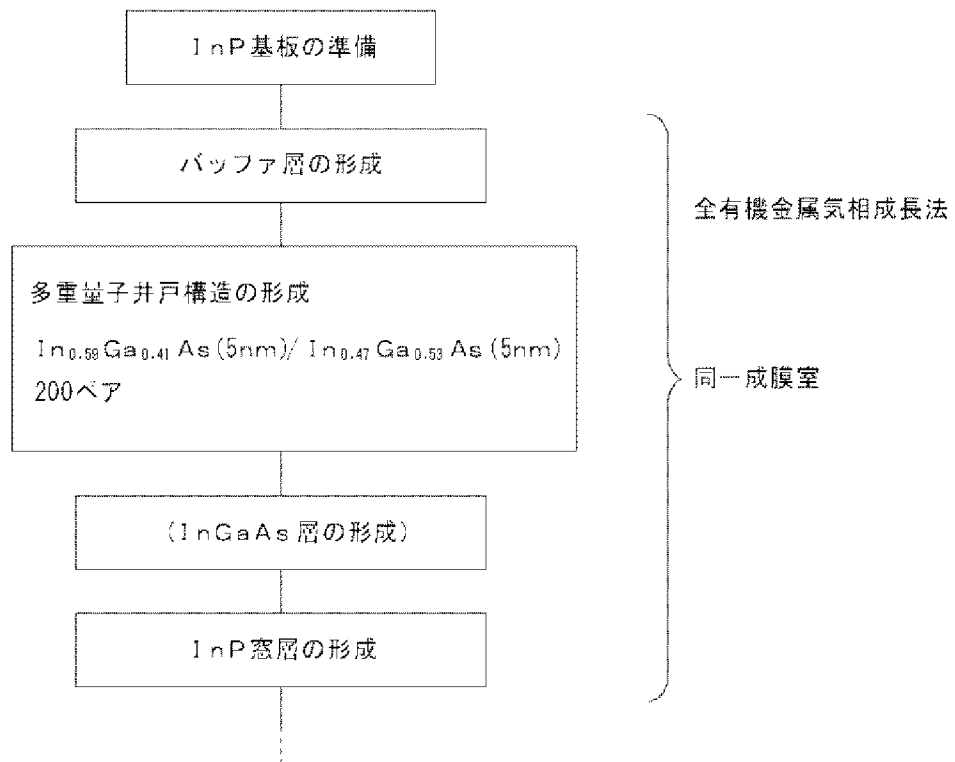 InP基板の準備
バッファ層の形成
全有機金属気相成長法
多重量子井戸構造の形成
In₀.₅₉Ga₀.₄₁As(5nm)/In₀.₄₇Ga₀.₅₃As(5nm)
200ペア
同一成膜室
(InGaAs層の形成)
InP窓層の形成